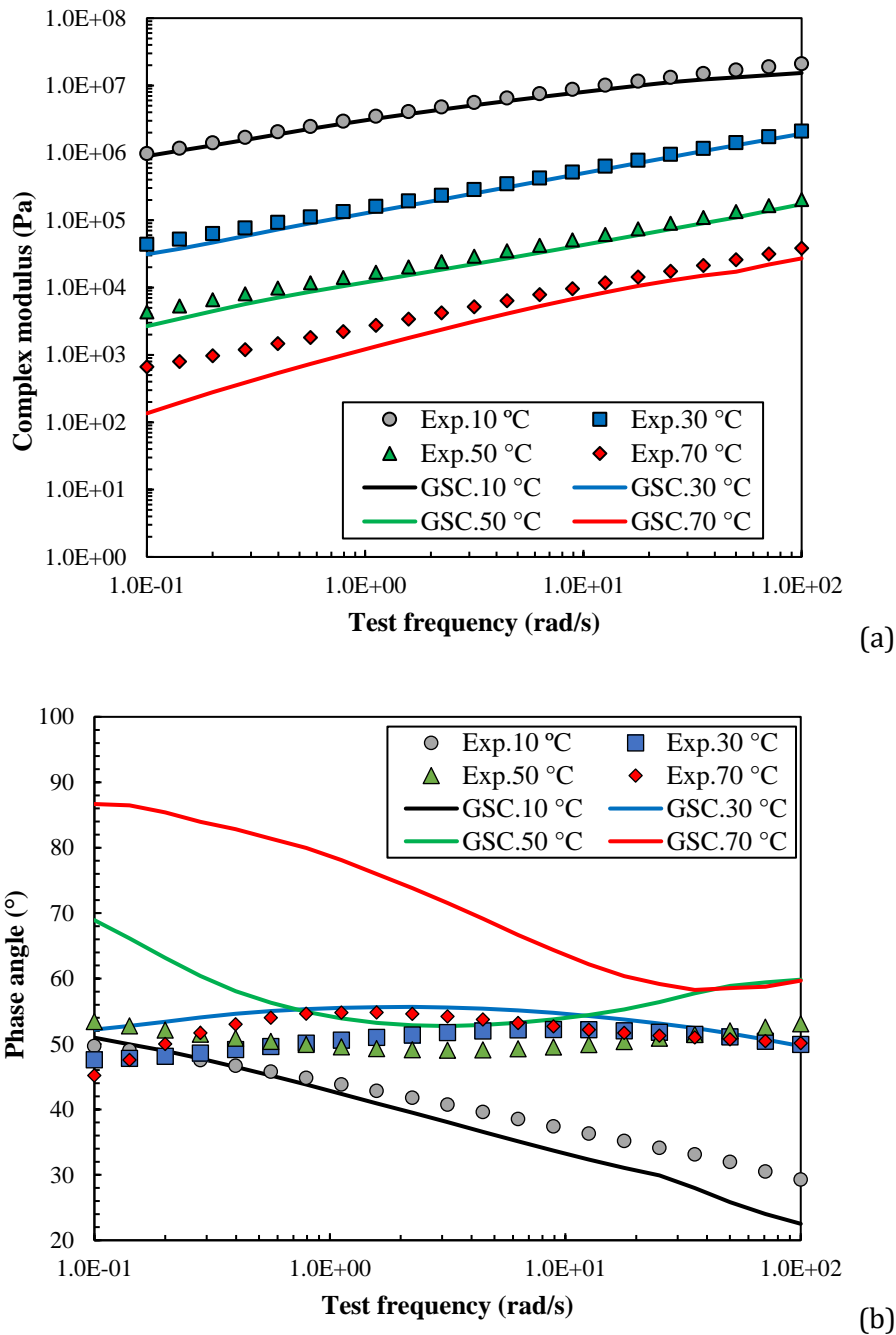 1.0E+08
1.0E+07
1.0E+06
1.0E+05
1.0E+04
1.0E+03
1.0E+02
1.0E+01
1.0E+00
Complex modulus (Pa)
Exp.10 ºC Exp.30 °C
Exp.50 °C Exp.70 °C
GSC.10 °C GSC.30 °C
GSC.50 °C GSC.70 °C
1.0E-01 1.0E+00 1.0E+01 1.0E+02
Test frequency (rad/s)
(a)
100
90
80
70
60
50
40
30
20
Phase angle (°)
Exp.10 ºC Exp.30 °C
Exp.50 °C Exp.70 °C
GSC.10 °C GSC.30 °C
GSC.50 °C GSC.70 °C
1.0E-01 1.0E+00 1.0E+01 1.0E+02
Test frequency (rad/s)
(b)